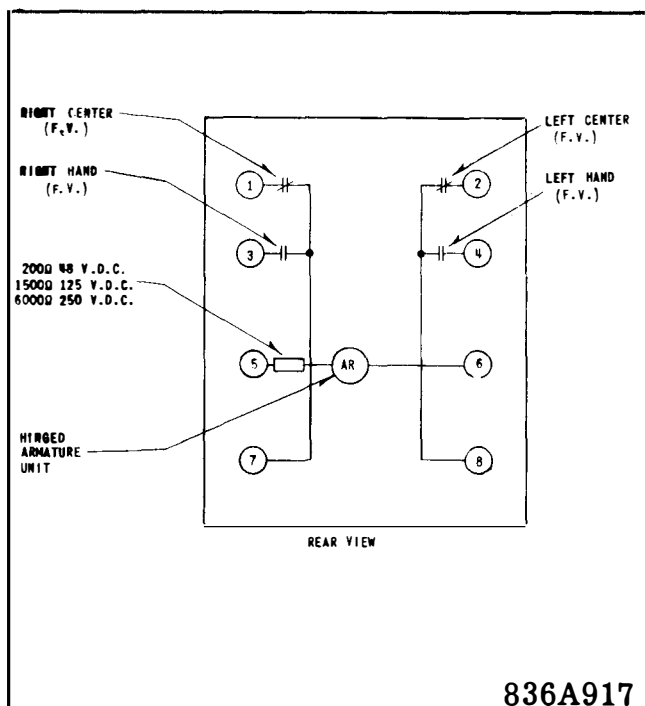 RIGHT CENTER
(F.V.)
LEFT CENTER
(F.V.)
1
2
RIGHT HAND
(F.V.)
LEFT HAND
(F.V.)
3
4
200Ω 48 V.D.C.
1500Ω 125 V.D.C.
6000Ω 250 V.D.C.
5
AR
6
HINGED
ARMATURE
UNIT
7
8
REAR VIEW
836A917